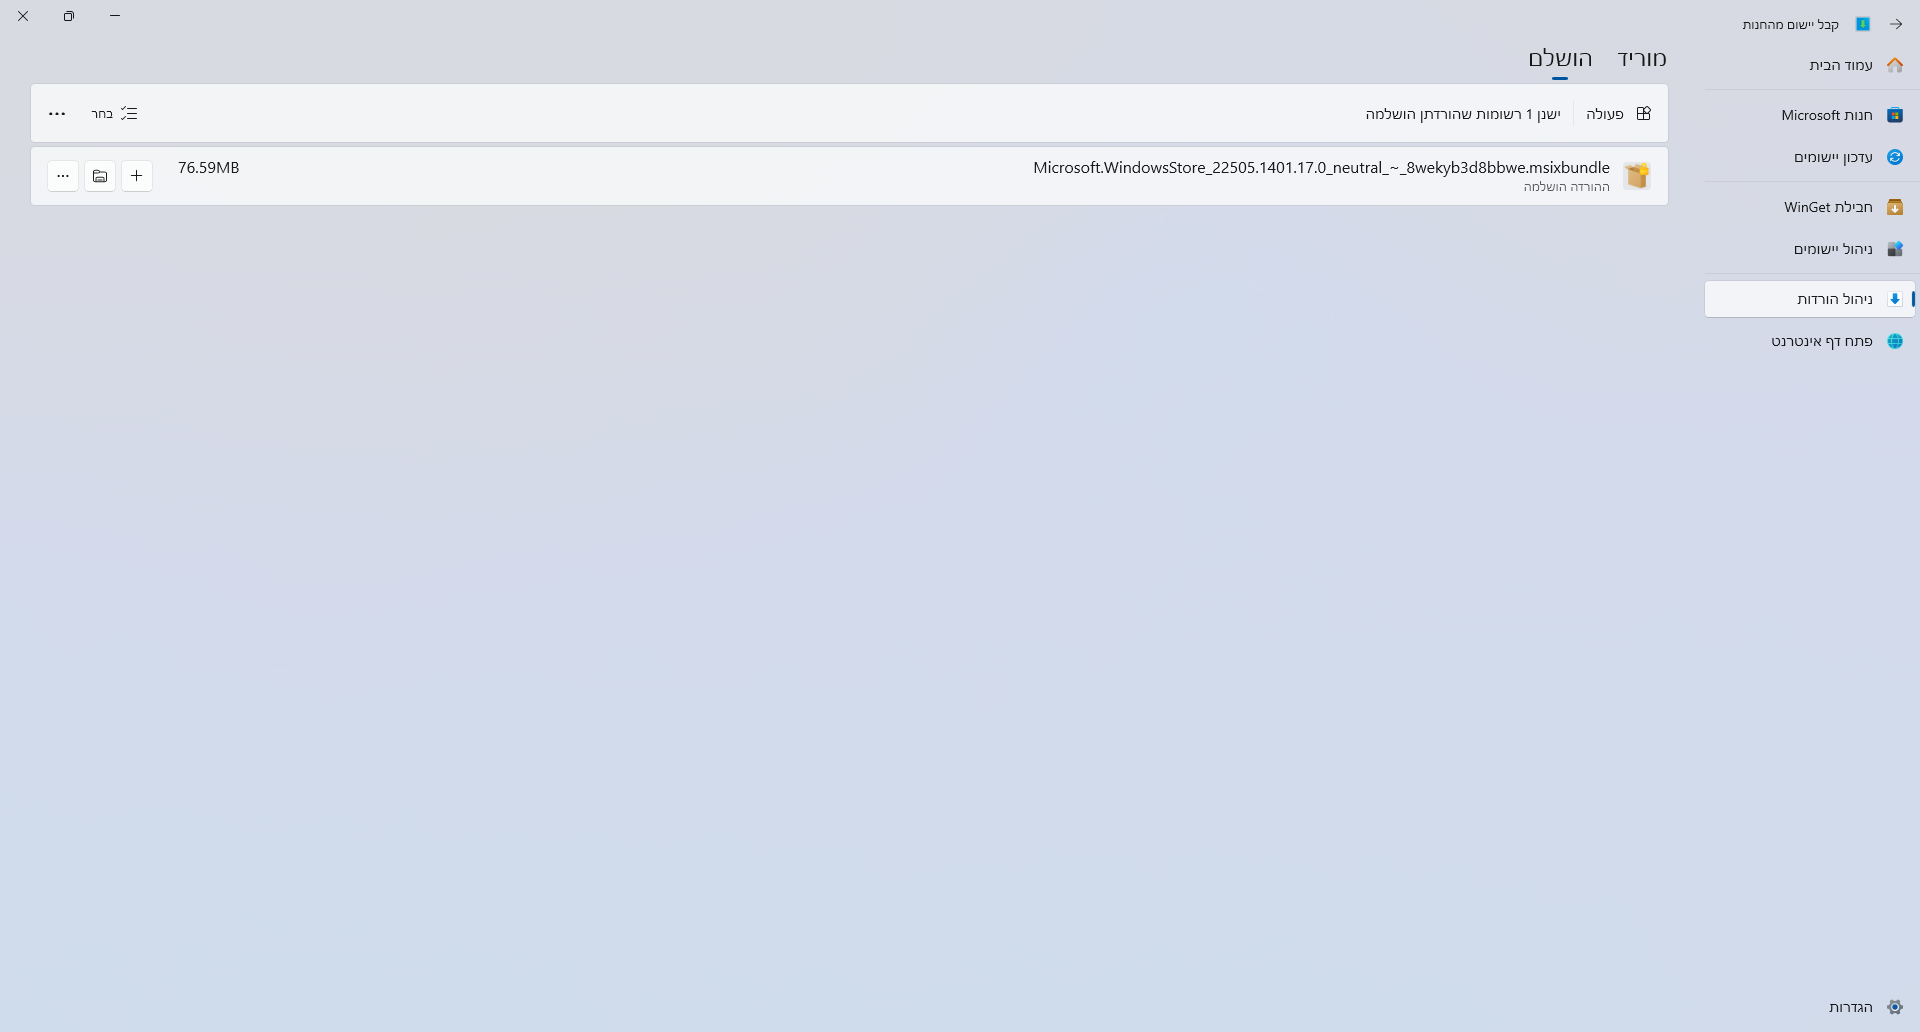 קבל יישום מהחנות
עמוד הבית
חנות Microsoft
עדכון יישומים
חבילת WinGet
ניהול יישומים
ניהול הורדות
פתח דף אינטרנט
הגדרות
מוריד
הושלם
פעולה
ישנן 1 רשומות שהורדתן הושלמה
בחר
Microsoft.WindowsStore_22505.1401.17.0_neutral_~_8wekyb3d8bbwe.msixbundle
ההורדה הושלמה
76.59MB